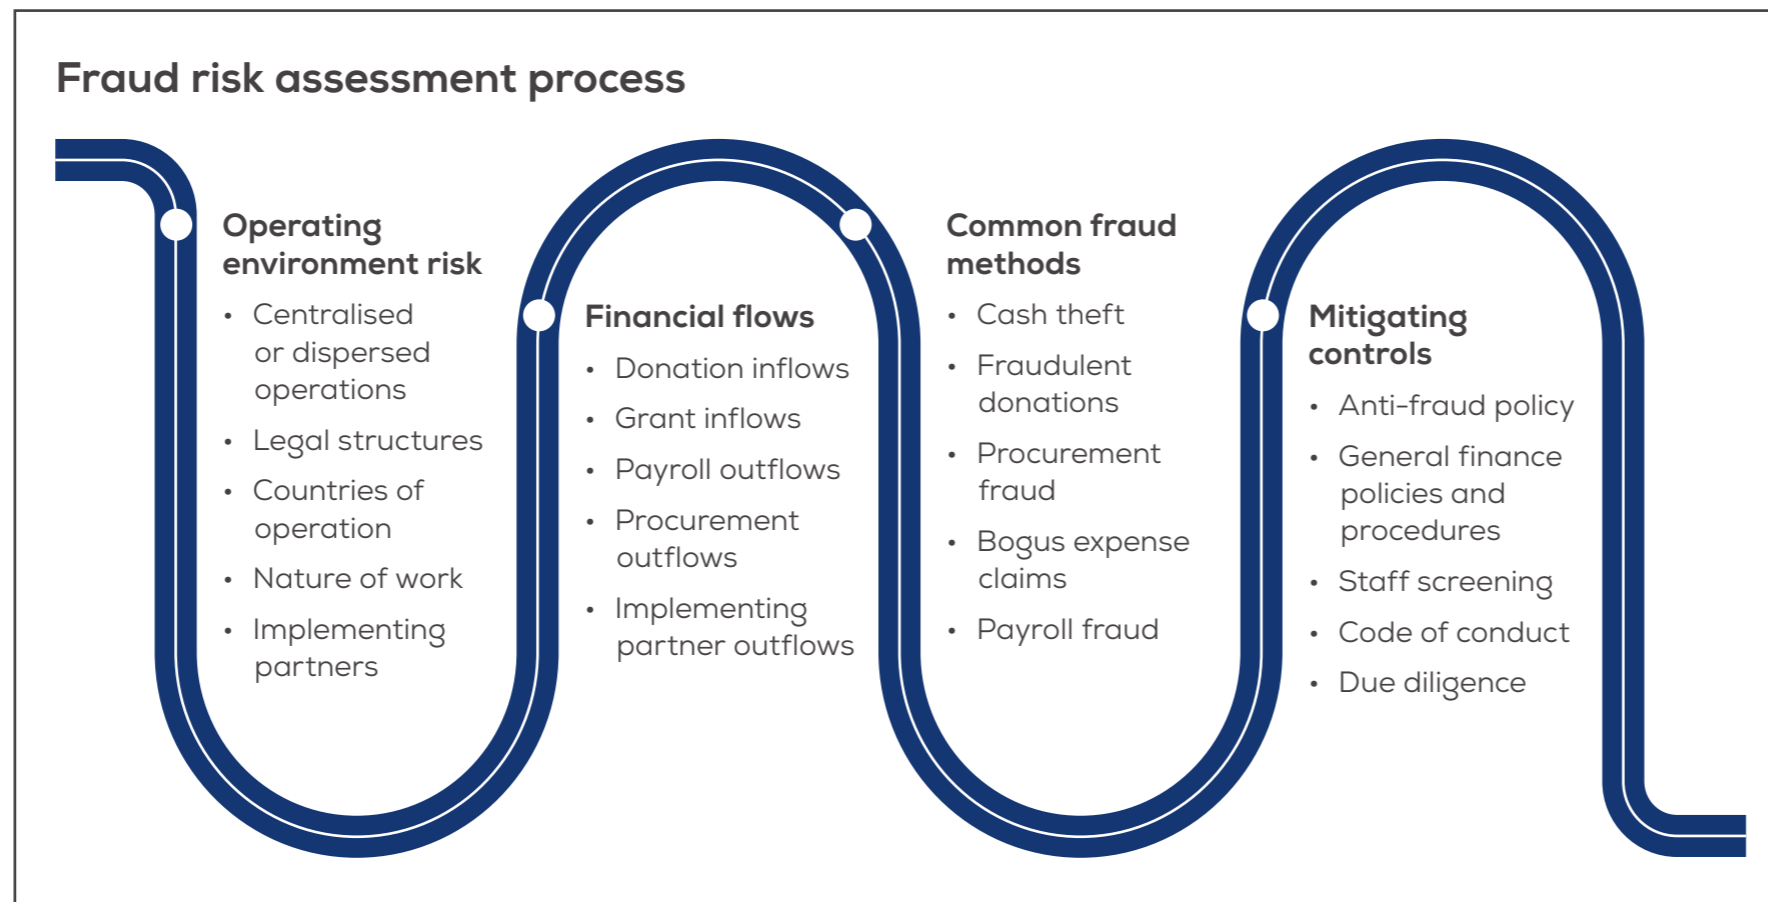 Fraud risk assessment process
Operating
environment risk
• Centralised
or dispersed
operations
• Legal structures
• Countries of
operation
• Nature of work
• Implementing
partners
Financial flows
• Donation inflows
• Grant inflows
• Payroll outflows
• Procurement
outflows
• Implementing
partner outflows
Common fraud
methods
• Cash theft
• Fraudulent
donations
• Procurement
fraud
• Bogus expense
claims
• Payroll fraud
Mitigating
controls
• Anti-fraud policy
• General finance
policies and
procedures
• Staff screening
• Code of conduct
• Due diligence